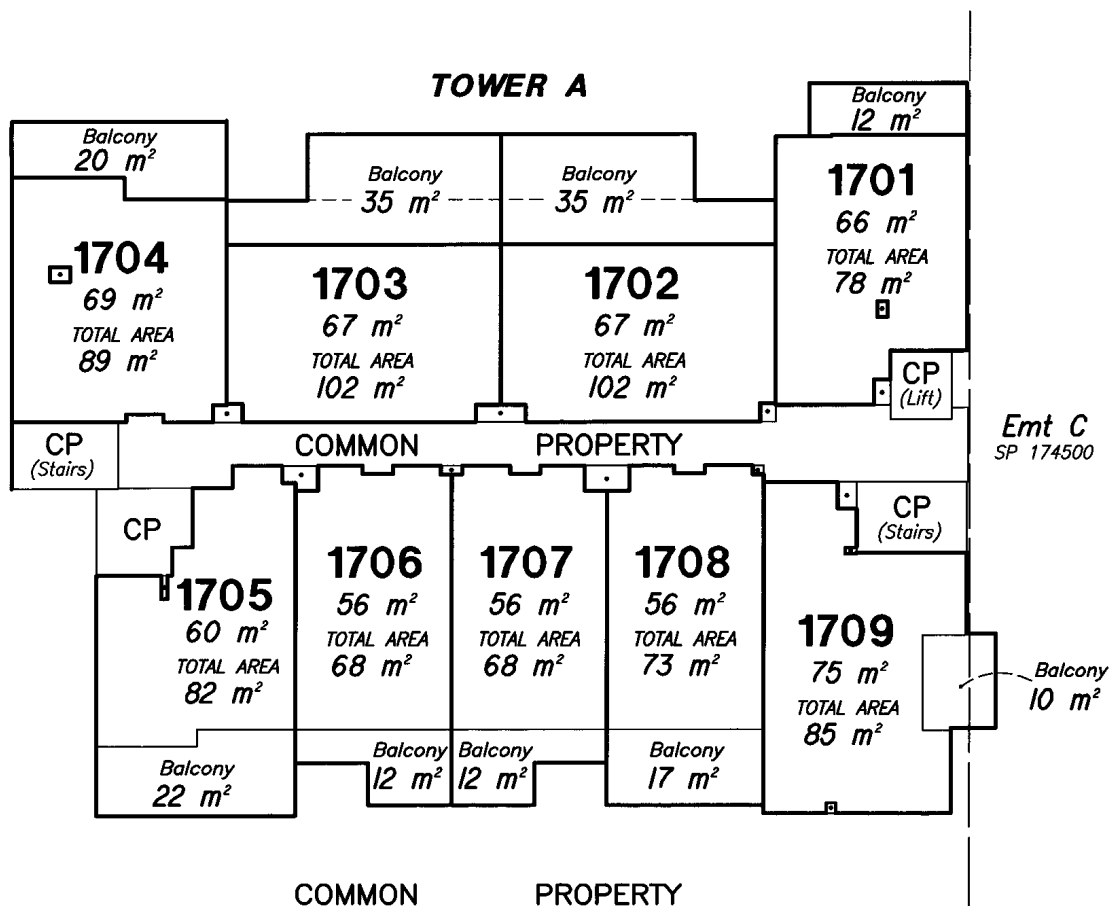 TOWER A
Balcony
12 m²
1701
66 m²
TOTAL AREA
78 m²
Balcony
20 m²
1704
69 m²
TOTAL AREA
89 m²
Balcony
35 m²
1703
67 m²
TOTAL AREA
102 m²
Balcony
35 m²
1702
67 m²
TOTAL AREA
102 m²
CP
(Lift)
Emt C
SP 174500
CP
(Stairs)
COMMON PROPERTY
CP
CP
(Stairs)
1705
60 m²
TOTAL AREA
82 m²
Balcony
22 m²
1706
56 m²
TOTAL AREA
68 m²
Balcony
12 m²
1707
56 m²
TOTAL AREA
68 m²
Balcony
12 m²
1708
56 m²
TOTAL AREA
73 m²
Balcony
17 m²
1709
75 m²
TOTAL AREA
85 m²
Balcony
10 m²
COMMON PROPERTY